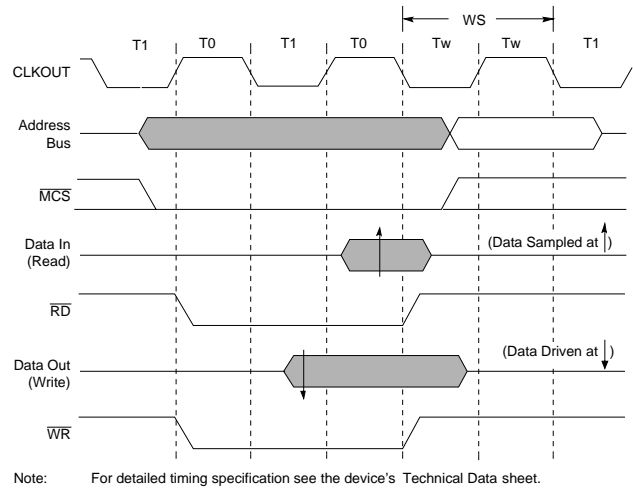 WS
T1 T0 T1 T0 Tw Tw T1
CLKOUT
Address
Bus
MCS
Data In
(Read)
(Data Sampled at )
RD
Data Out
(Write)
(Data Driven at )
WR
Note: For detailed timing specification see the device's Technical Data sheet.